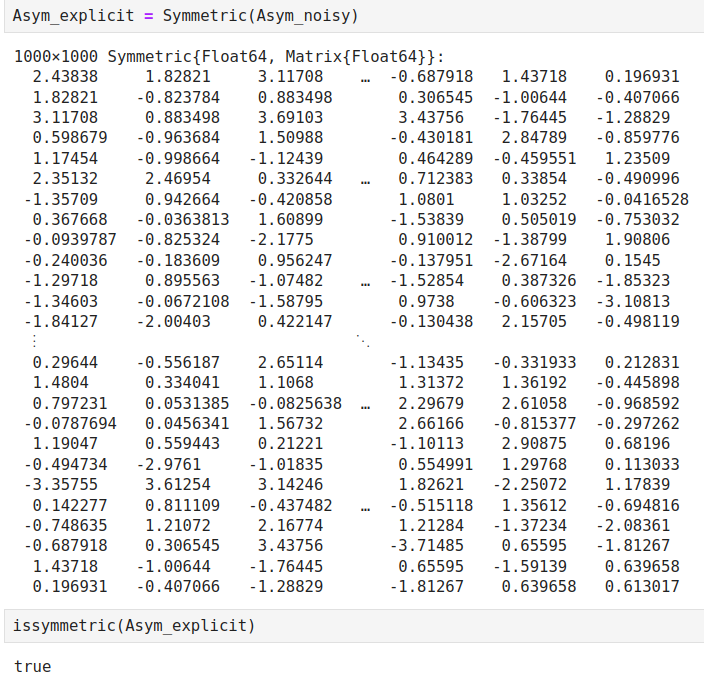 Asym_explicit = Symmetric(Asym_noisy)
1000×1000 Symmetric{Float64, Matrix{Float64}}:
2.43838 1.82821 3.11708 … -0.687918 1.43718 0.196931
1.82821 -0.823784 0.883498 0.306545 -1.00644 -0.407066
3.11708 0.883498 3.69103 3.43756 -1.76445 -1.28829
0.598679 -0.963684 1.50988 -0.430181 2.84789 -0.859776
1.17454 -0.998664 -1.12439 0.464289 -0.459551 1.23509
2.35132 2.46954 0.332644 … 0.712383 0.33854 -0.490996
-1.35709 0.942664 -0.420858 1.0801 1.03252 -0.0416528
0.367668 -0.0363813 1.60899 -1.53839 0.505019 -0.753032
-0.0939787 -0.825324 -2.1775 0.910012 -1.38799 1.90806
-0.240036 -0.183609 0.956247 -0.137951 -2.67164 0.1545
-1.29718 0.895563 -1.07482 … -1.52854 0.387326 -1.85323
-1.34603 -0.0672108 -1.58795 0.9738 -0.606323 -3.10813
-1.84127 -2.00403 0.422147 -0.130438 2.15705 -0.498119
⋮ ⋱
0.29644 -0.556187 2.65114 -1.13435 -0.331933 0.212831
1.4804 0.334041 1.1068 1.31372 1.36192 -0.445898
0.797231 0.0531385 -0.0825638 … 2.29679 2.61058 -0.968592
-0.0787694 0.0456341 1.56732 2.66166 -0.815377 -0.297262
1.19047 0.559443 0.21221 -1.10113 2.90875 0.68196
-0.494734 -2.9761 -1.01835 0.554991 1.29768 0.113033
-3.35755 3.61254 3.14246 1.82621 -2.25072 1.17839
0.142277 0.811109 -0.437482 … -0.515118 1.35612 -0.694816
-0.748635 1.21072 2.16774 1.21284 -1.37234 -2.08361
-0.687918 0.306545 3.43756 -3.71485 0.65595 -1.81267
1.43718 -1.00644 -1.76445 0.65595 -1.59139 0.639658
0.196931 -0.407066 -1.28829 -1.81267 0.639658 0.613017
issymmetric(Asym_explicit)
true